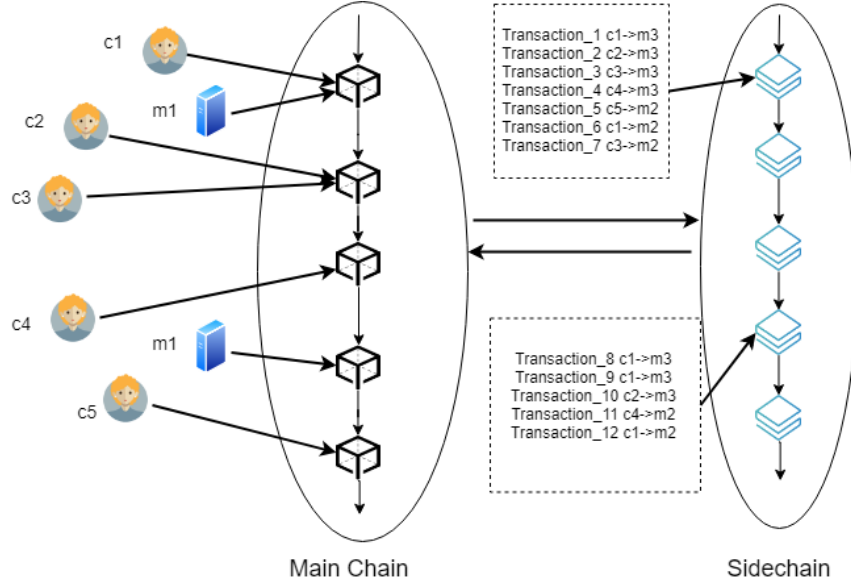 c1
m1
c2
c3
c4
m1
c5
Transaction_1 c1->m3
Transaction_2 c2->m3
Transaction_3 c3->m3
Transaction_4 c4->m3
Transaction_5 c5->m2
Transaction_6 c1->m2
Transaction_7 c3->m2
Transaction_8 c1->m3
Transaction_9 c1->m3
Transaction_10 c2->m3
Transaction_11 c4->m2
Transaction_12 c1->m2
Main Chain
Sidechain